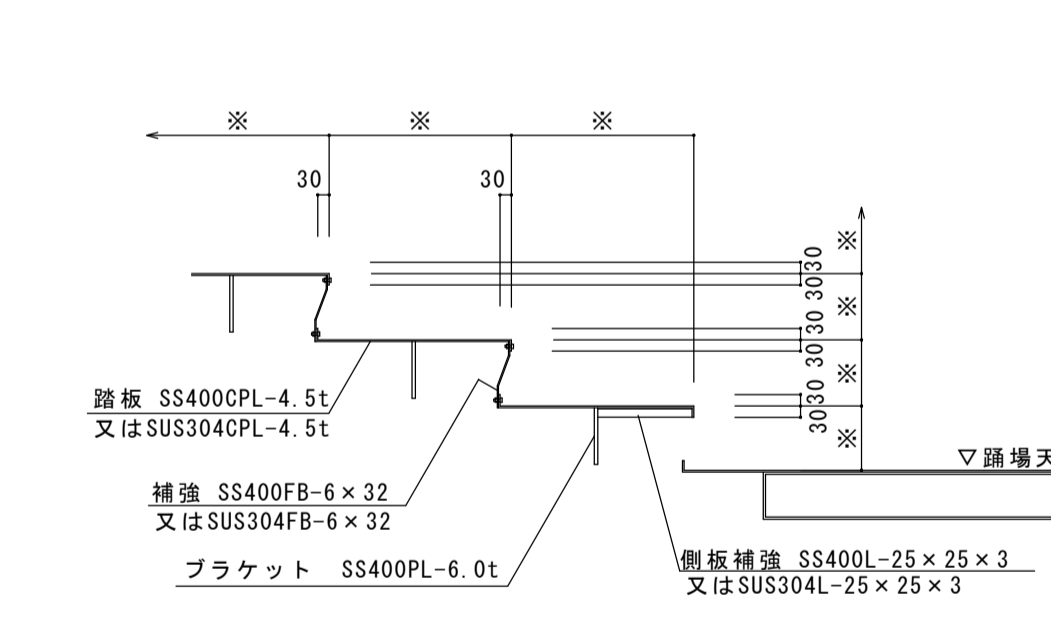 ※ ※ ※
30 30
※
30
30
※
30
30
※
30
30
※
▽踊場天
踏板 SS400CPL-4.5t
又はSUS304CPL-4.5t
補強 SS400FB-6×32
又はSUS304FB-6×32
ブラケット SS400PL-6.0t
側板補強 SS400L-25×25×3
又はSUS304L-25×25×3